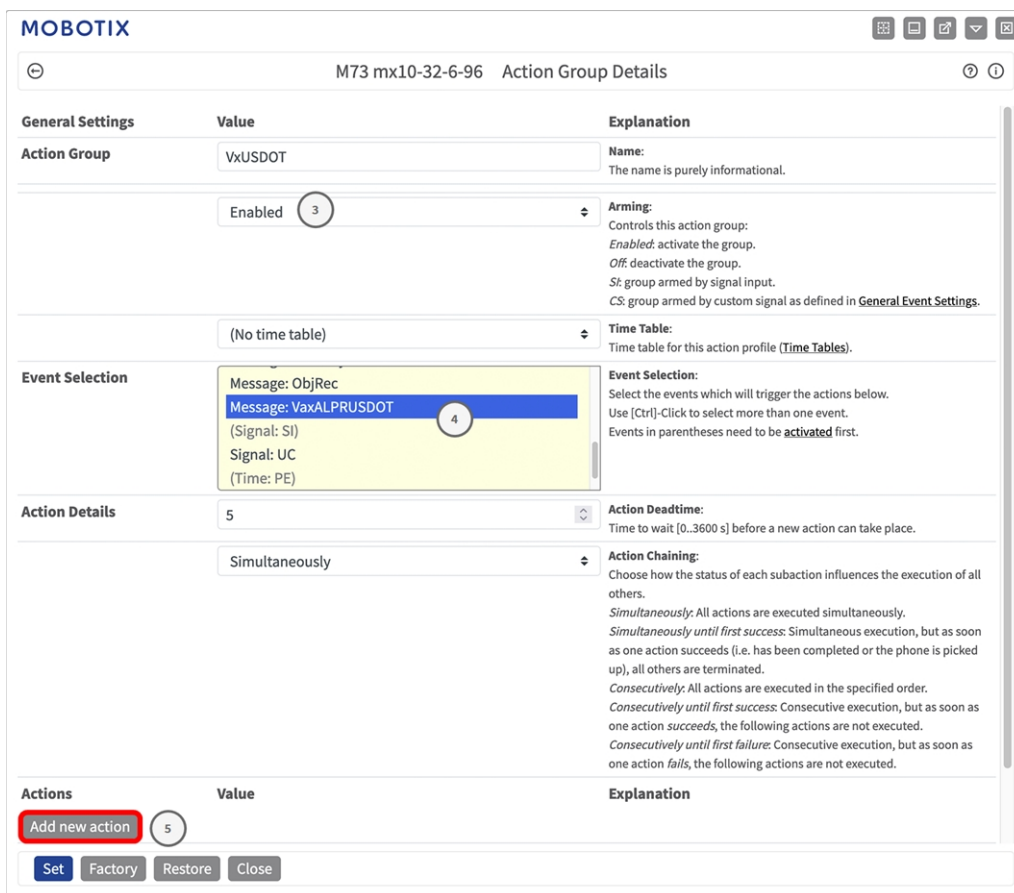 MOBOTIX
M73 mx10-32-6-96 Action Group Details
General Settings Value Explanation
Action Group VxUSDOT Name:
The name is purely informational.
Enabled 3 Arming:
Controls this action group:
Enabled: activate the group.
Off: deactivate the group.
SI: group armed by signal input.
CS: group armed by custom signal as defined in General Event Settings.
(No time table) Time Table:
Time table for this action profile (Time Tables).
Event Selection Event Selection:
Message: ObjRec Select the events which will trigger the actions below.
Message: VaxALPRUSDOT 4 Use [Ctrl]-Click to select more than one event.
(Signal: SI) Events in parentheses need to be activated first.
Signal: UC
(Time: PE)
Action Details 5 Action Deadtime:
Time to wait [0..3600 s] before a new action can take place.
Simultaneously Action Chaining:
Choose how the status of each subaction influences the execution of all
others.
Simultaneously: All actions are executed simultaneously.
Simultaneously until first success: Simultaneous execution, but as soon
as one action succeeds (i.e. has been completed or the phone is picked
up), all others are terminated.
Consecutively: All actions are executed in the specified order.
Consecutively until first success: Consecutive execution, but as soon as
one action succeeds, the following actions are not executed.
Consecutively until first failure: Consecutive execution, but as soon as
one action fails, the following actions are not executed.
Actions Value Explanation
Add new action 5
Set Factory Restore Close